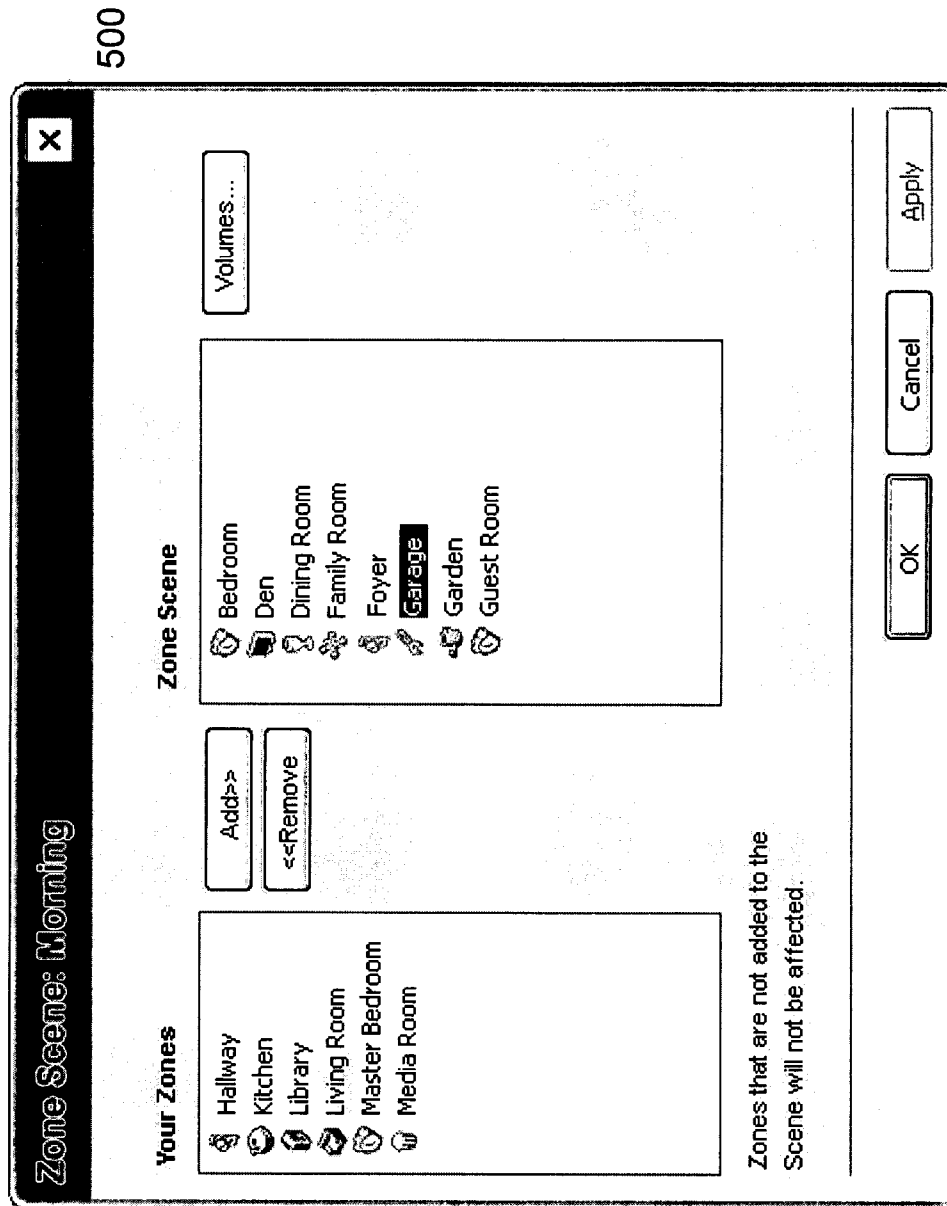 500
Zone Scene: Morning
X
Your Zones
Hallway
Kitchen
Library
Living Room
Master Bedroom
Media Room
Add>>
<<Remove
Zone Scene
Bedroom
Den
Dining Room
Family Room
Foyer
Garage
Garden
Guest Room
Volumes...
Zones that are not added to the
Scene will not be affected.
OK
Cancel
Apply